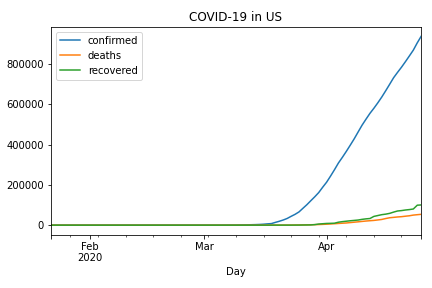 COVID-19 in US
confirmed
deaths
recovered
800000
600000
400000
200000
0
Feb
2020
Mar
Apr
Day